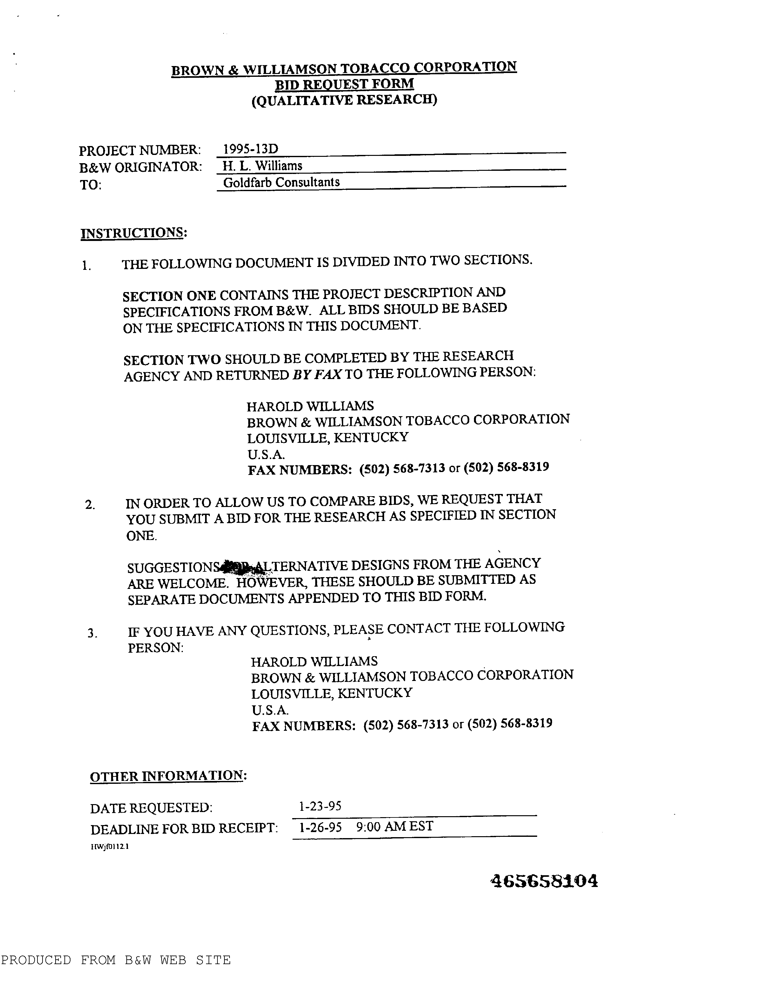 BROWN & WILLIAMSON TOBACCO CORPORATION
BID REQUEST FORM
(QUALITATIVE RESEARCH)
PROJECT NUMBER: 1995-13D
B&W ORIGINATOR: H. L. Williams
TO: Goldfarb Consultants
INSTRUCTIONS:
1. THE FOLLOWING DOCUMENT IS DIVIDED INTO TWO SECTIONS.
SECTION ONE CONTAINS THE PROJECT DESCRIPTION AND
SPECIFICATIONS FROM B&W. ALL BIDS SHOULD BE BASED
ON THE SPECIFICATIONS IN THIS DOCUMENT.
SECTION TWO SHOULD BE COMPLETED BY THE RESEARCH
AGENCY AND RETURNED BY FAX TO THE FOLLOWING PERSON:
HAROLD WILLIAMS
BROWN & WILLIAMSON TOBACCO CORPORATION
LOUISVILLE, KENTUCKY
U.S.A.
FAX NUMBERS: (502) 568-7313 or (502) 568-8319
2. IN ORDER TO ALLOW US TO COMPARE BIDS, WE REQUEST THAT
YOU SUBMIT A BID FOR THE RESEARCH AS SPECIFIED IN SECTION
ONE.
SUGGESTIONS ALTERNATIVE DESIGNS FROM THE AGENCY
ARE WELCOME. HOWEVER, THESE SHOULD BE SUBMITTED AS
SEPARATE DOCUMENTS APPENDED TO THIS BID FORM.
3. IF YOU HAVE ANY QUESTIONS, PLEASE CONTACT THE FOLLOWING
PERSON:
HAROLD WILLIAMS
BROWN & WILLIAMSON TOBACCO CORPORATION
LOUISVILLE, KENTUCKY
U.S.A.
FAX NUMBERS: (502) 568-7313 or (502) 568-8319
OTHER INFORMATION:
DATE REQUESTED: 1-23-95
DEADLINE FOR BID RECEIPT: 1-26-95 9:00 AM EST
465658104
PRODUCED FROM B&W WEB SITE